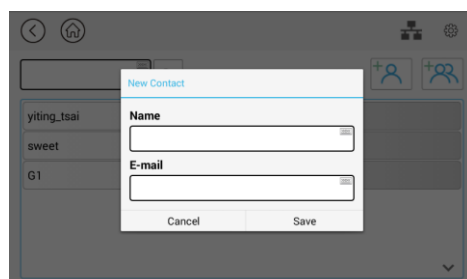 New Contact
yiting_tsai
Name
sweet
E-mail
G1
Cancel Save